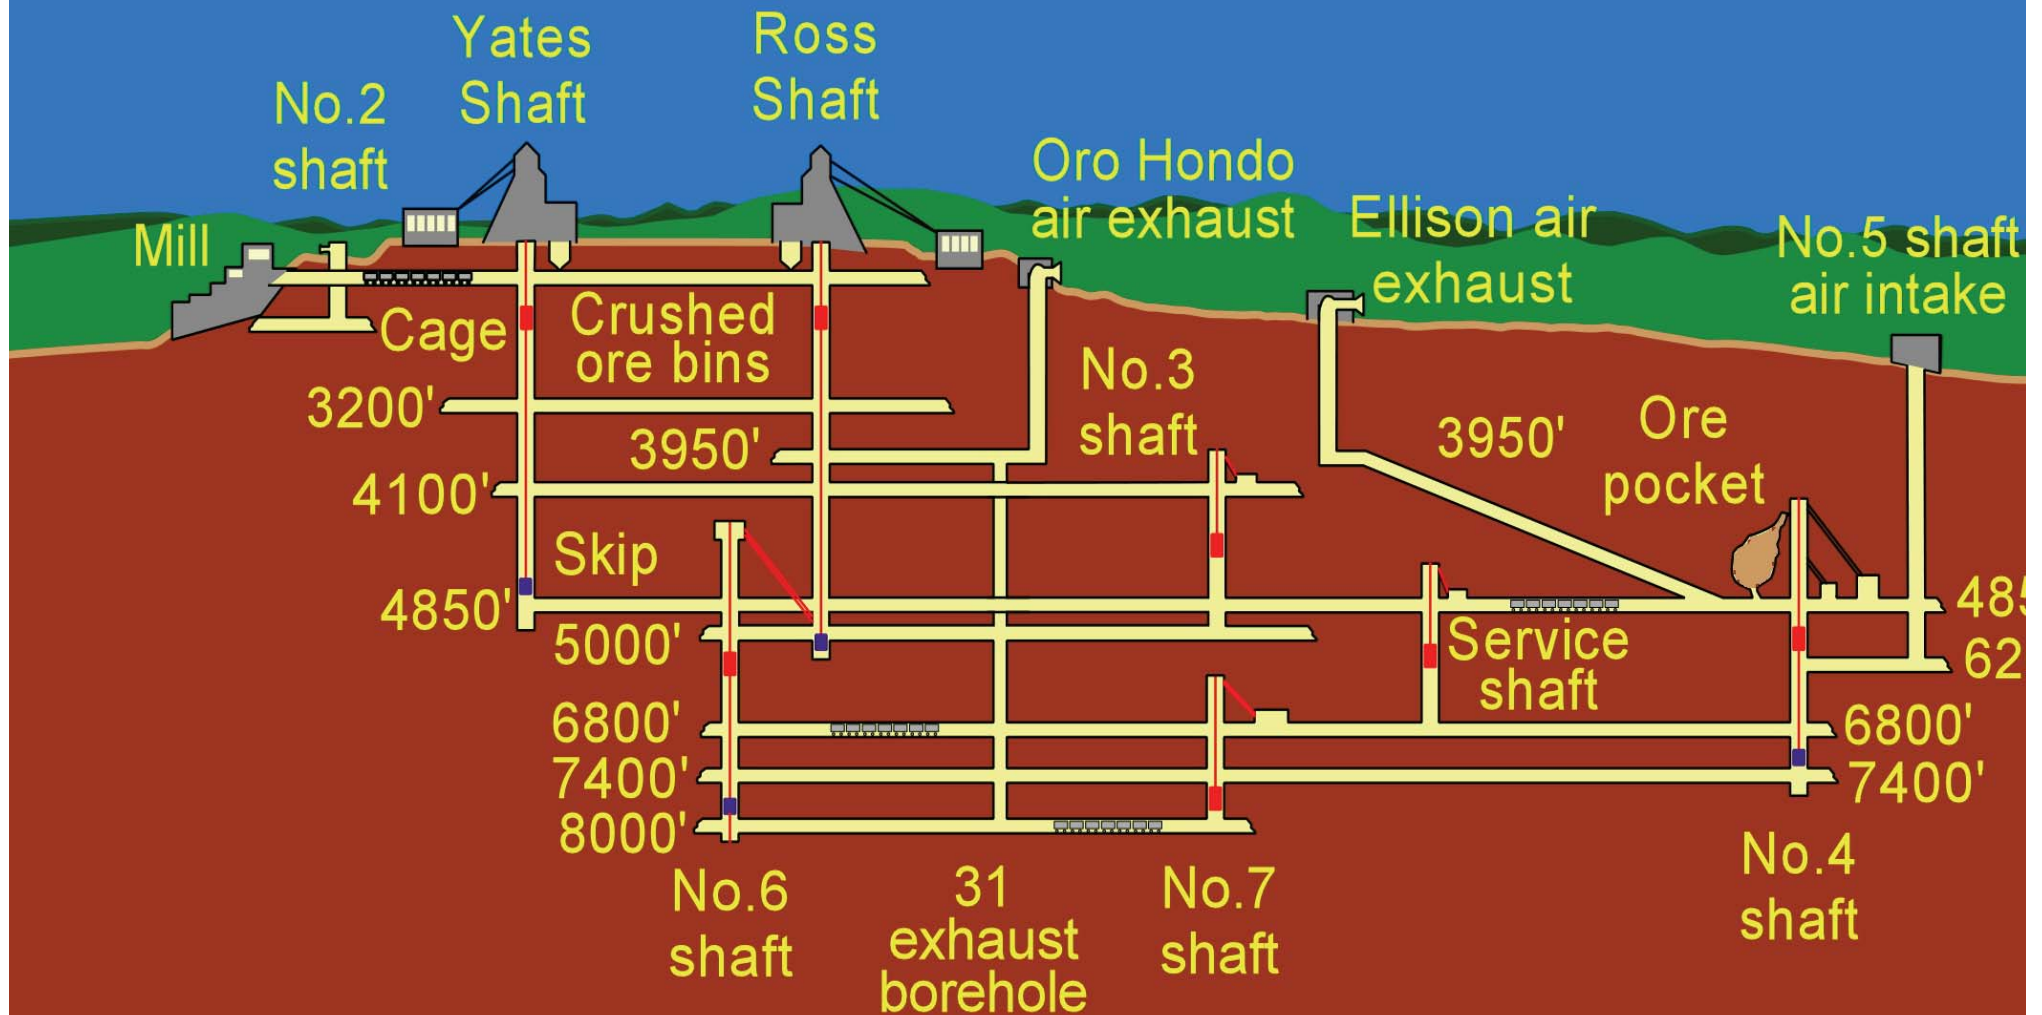 Yates
Shaft
Ross
Shaft
No.2
shaft
Oro Hondo
air exhaust
Ellison air
exhaust
No.5 shaft
air intake
Mill
Cage
Crushed
ore bins
No.3
shaft
Ore
pocket
3200'
3950'
3950'
4100'
Skip
4850'
485
5000'
Service
shaft
62
6800'
6800'
7400'
7400'
8000'
No.6
shaft
31
exhaust
borehole
No.7
shaft
No.4
shaft